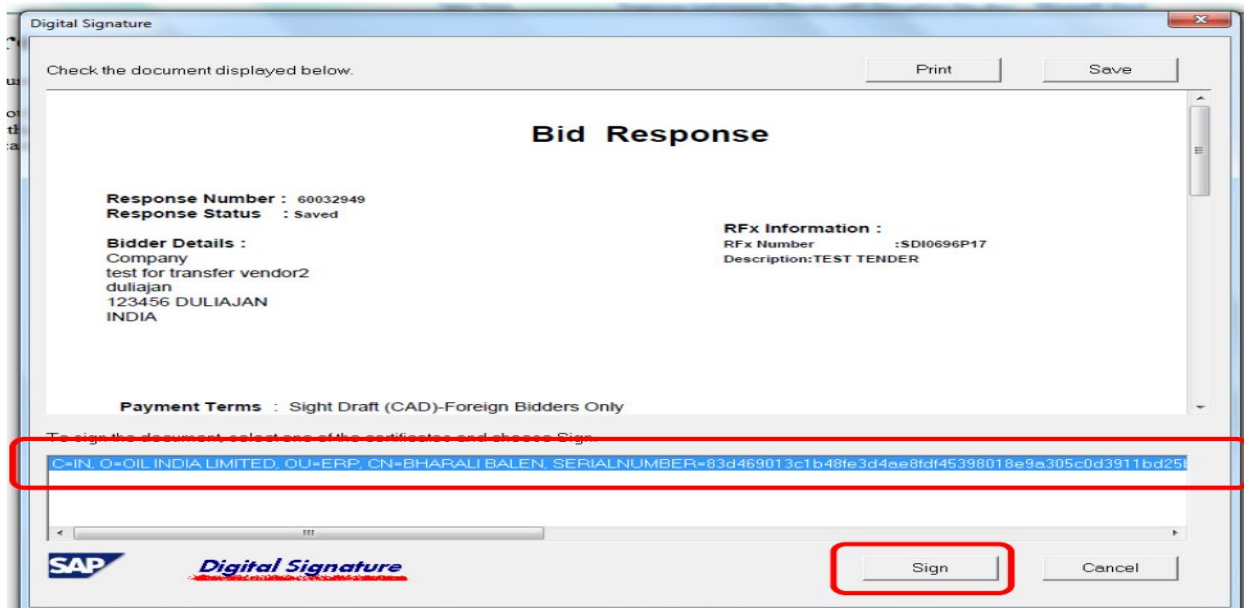 Digital Signature
Check the document displayed below.
Print
Save
Bid Response
Response Number : 60032949
Response Status : Saved
Bidder Details :
Company
test for transfer vendor2
duliajan
123456 DULIAJAN
INDIA
RFx Information :
RFx Number :SDI0696P17
Description:TEST TENDER
Payment Terms : Sight Draft (CAD)-Foreign Bidders Only
To sign the document, select one of the certificates and choose Sign.
C=IN, O=OIL INDIA LIMITED, OU=ERP, CN=BHARALI BALEN, SERIALNUMBER=83d469013c1b48fe3d4ae8fdf45398018e9a305c0d3911bd25
SAP
Digital Signature
Sign
Cancel